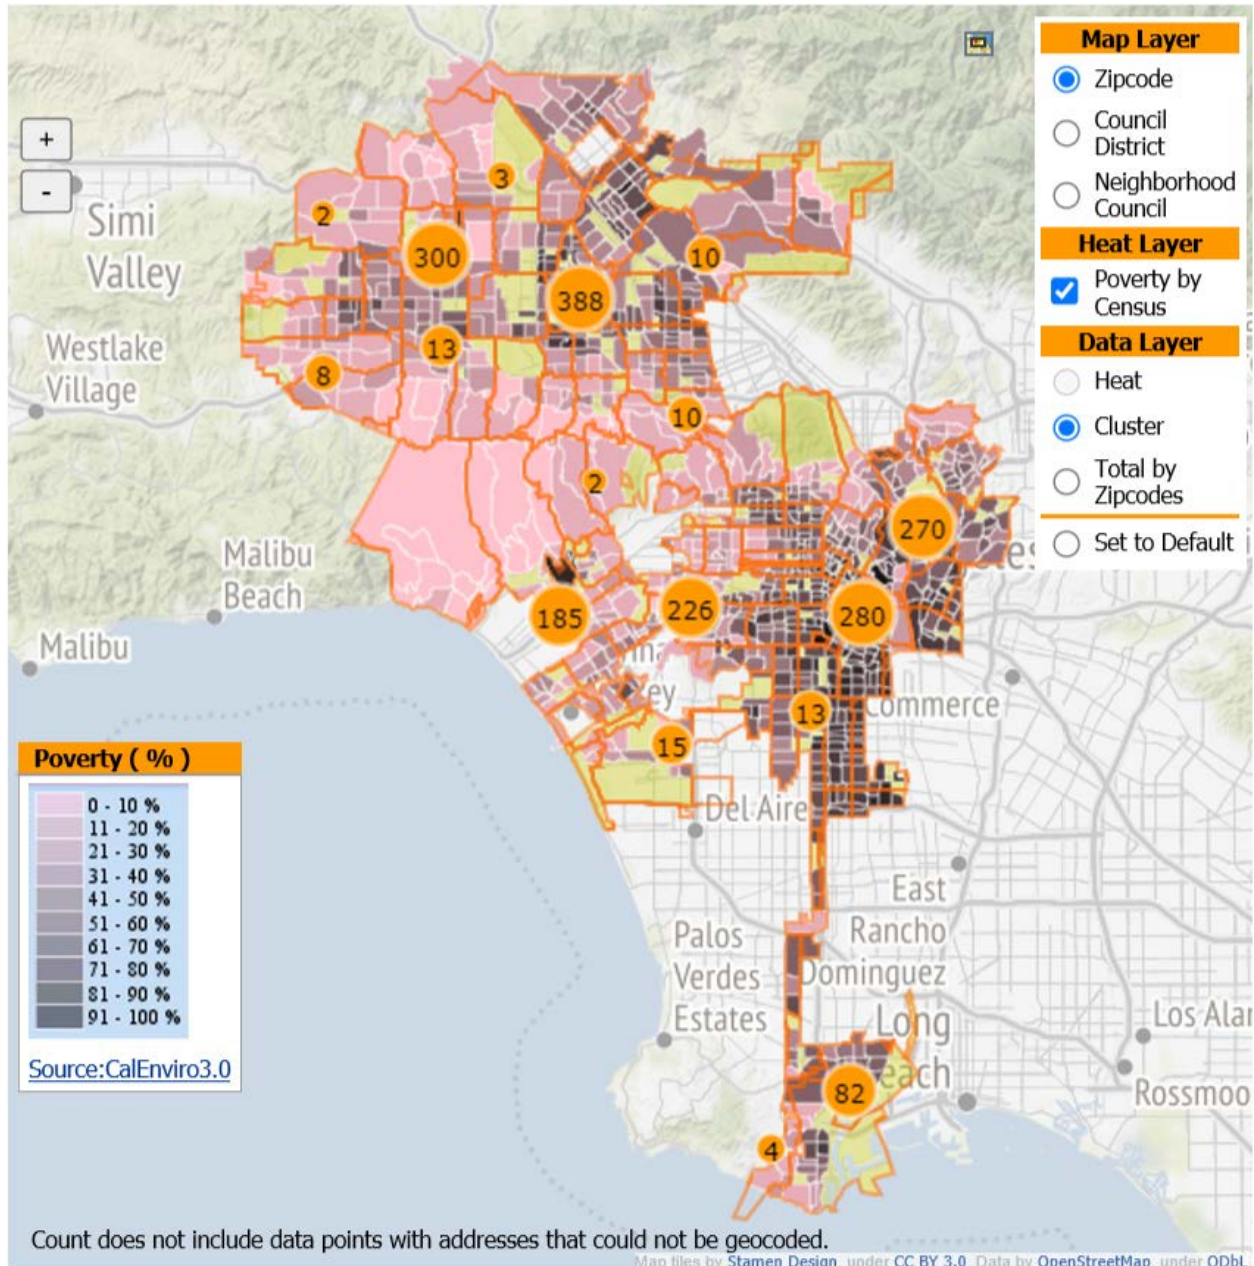 Map Layer
Zipcode
Council
District
Neighborhood
Council
Heat Layer
Poverty by
Census
Data Layer
Heat
Cluster
Total by
Zipcodes
Set to Default
+
-
Simi
Valley
Westlake
Village
Malibu
Beach
Malibu
3
2
300
10
388
13
8
10
2
270
185
226
280
13
15
Commerce
Del Aire
East
Rancho
Dominguez
Palos
Verdes
Estates
Long
each
82
4
Los Alar
Rossmoo
Poverty ( % )
0 - 10 %
11 - 20 %
21 - 30 %
31 - 40 %
41 - 50 %
51 - 60 %
61 - 70 %
71 - 80 %
81 - 90 %
91 - 100 %
Source:CalEnviro3.0
Count does not include data points with addresses that could not be geocoded.
Map tiles by Stamen Design, under CC BY 3.0. Data by OpenStreetMap, under ODbL